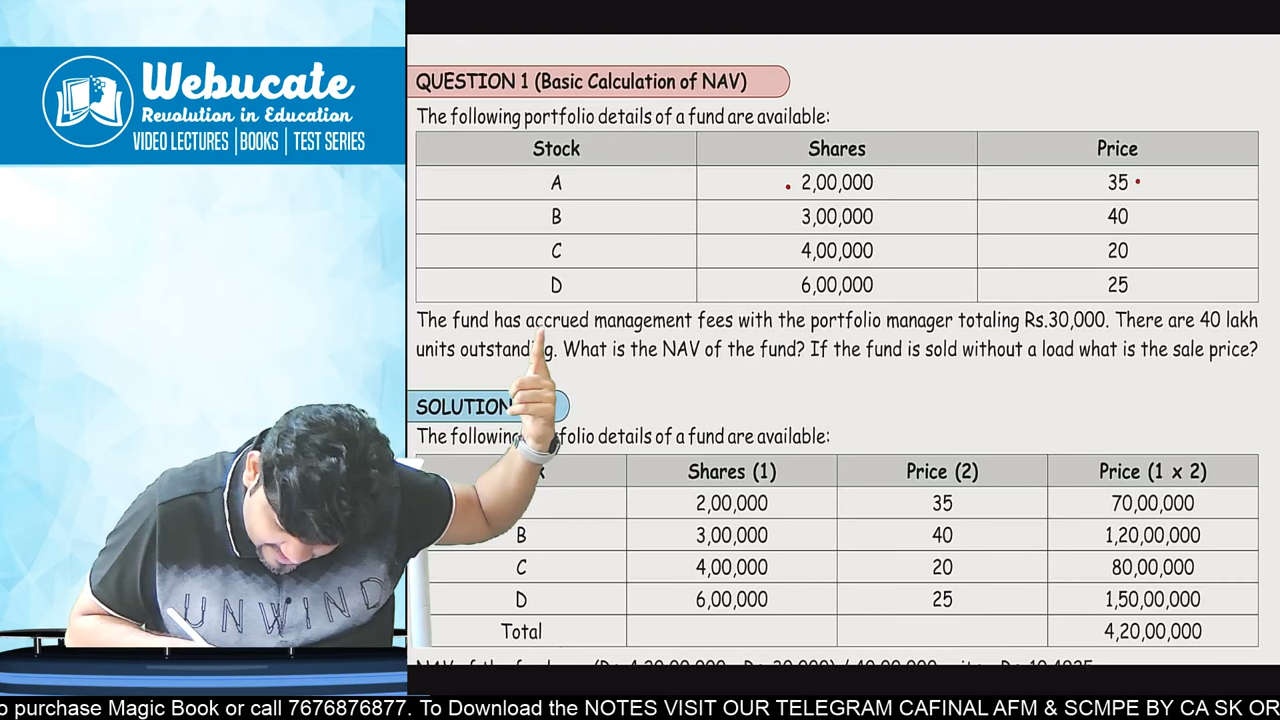 Webucate
Revolution in Education
VIDEO LECTURES | BOOKS | TEST SERIES
QUESTION 1 (Basic Calculation of NAV)
The following portfolio details of a fund are available:
Stock Shares Price
A 2,00,000 35
B 3,00,000 40
C 4,00,000 20
D 6,00,000 25
The fund has accrued management fees with the portfolio manager totaling Rs.30,000. There are 40 lakh
units outstanding. What is the NAV of the fund? If the fund is sold without a load what is the sale price?
SOLUTION
The following portfolio details of a fund are available:
Shares (1) Price (2) Price (1 x 2)
2,00,000 35 70,00,000
B 3,00,000 40 1,20,00,000
C 4,00,000 20 80,00,000
D 6,00,000 25 1,50,00,000
Total 4,20,00,000
UNWIND
o purchase Magic Book or call 7676876877. To Download the NOTES VISIT OUR TELEGRAM CAFINAL AFM & SCMPE BY CA SK OR